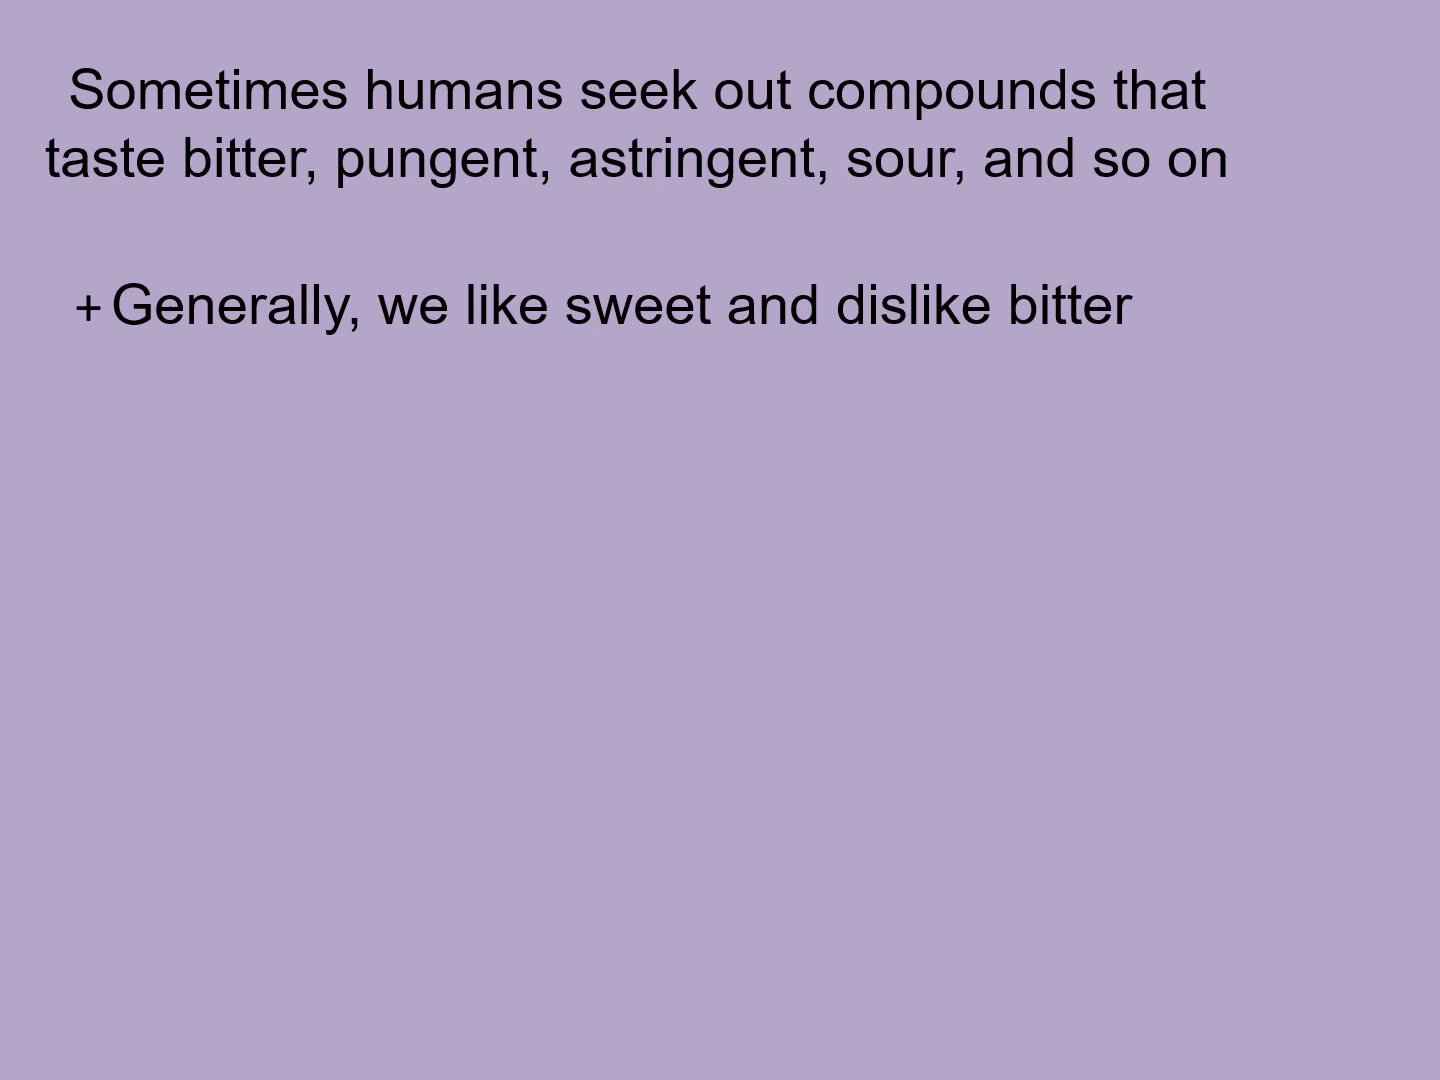 Sometimes humans seek out compounds that
taste bitter, pungent, astringent, sour, and so on
+ Generally, we like sweet and dislike bitter